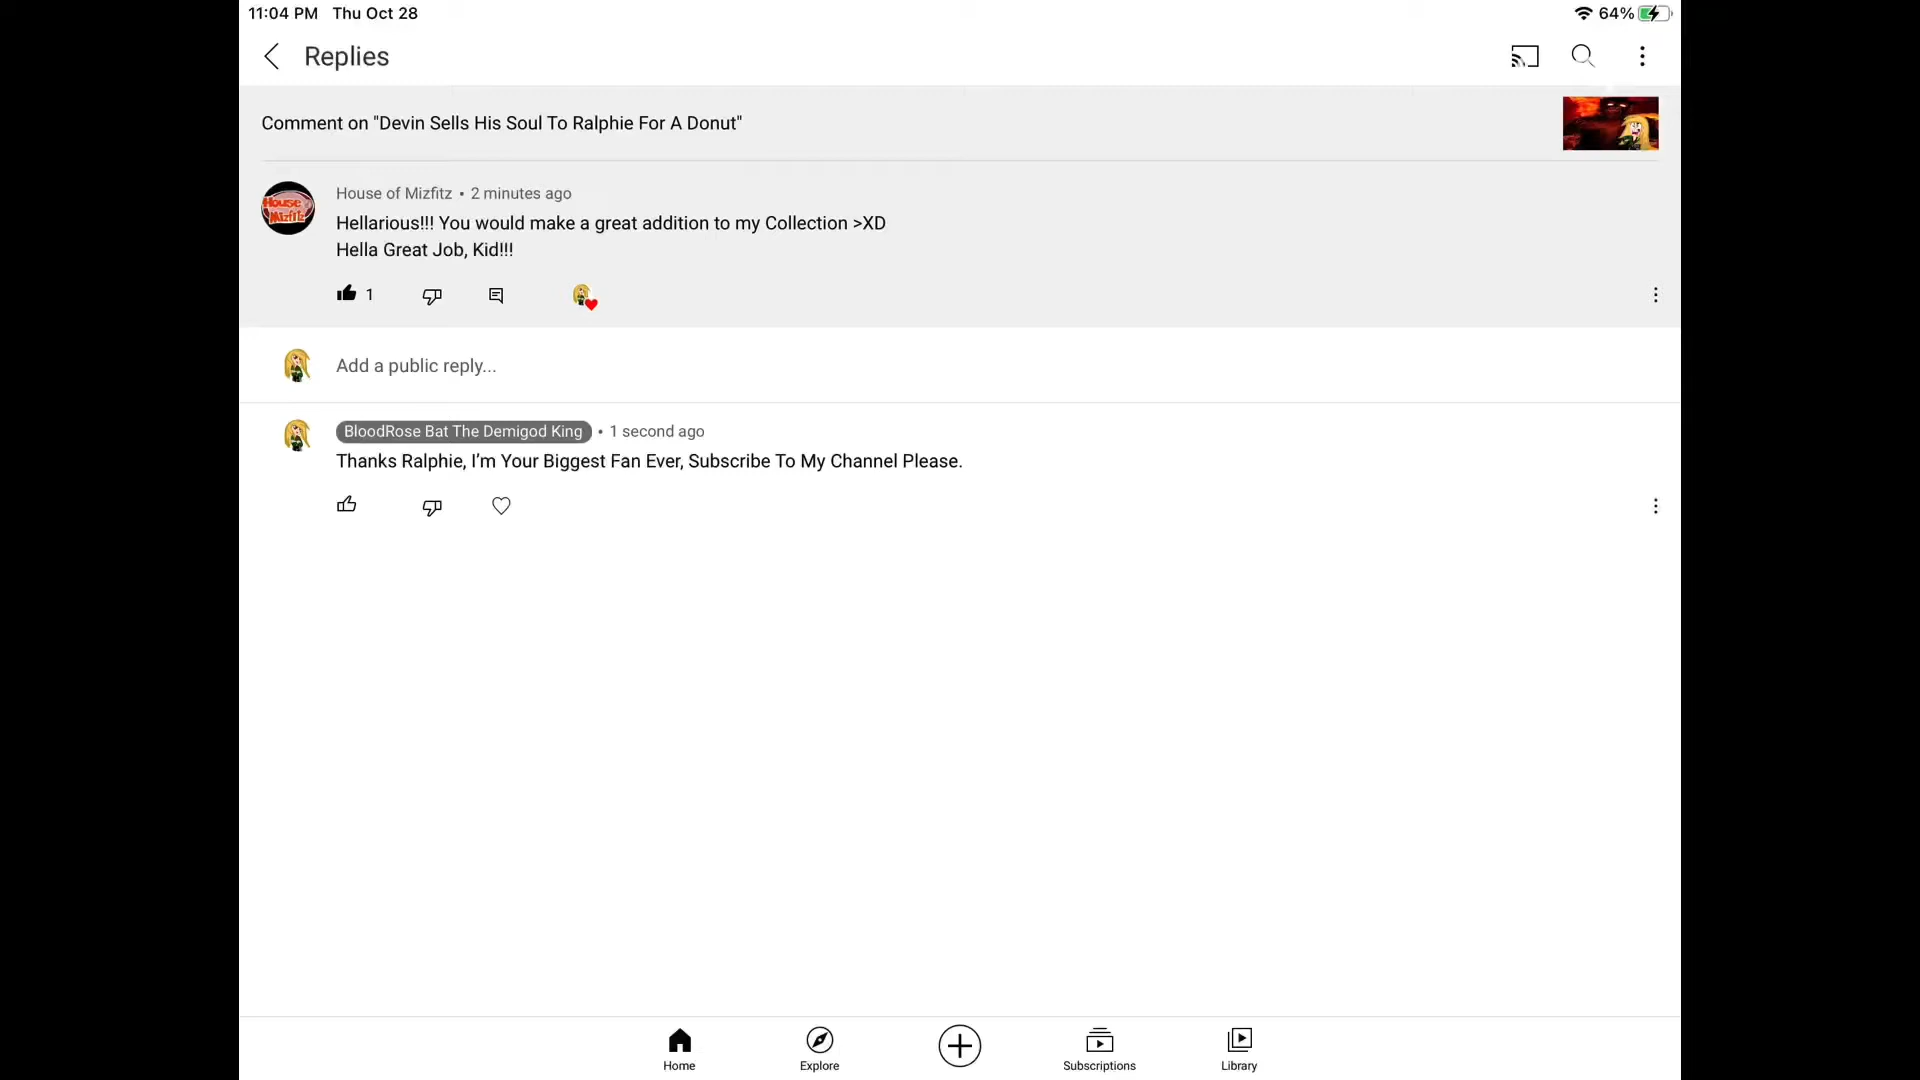 11:04 PM Thu Oct 28
64%
Replies
Comment on "Devin Sells His Soul To Ralphie For A Donut"
House of Mizfitz
House of Mizfitz • 2 minutes ago
Hellarious!!! You would make a great addition to my Collection >XD
Hella Great Job, Kid!!!
1
Add a public reply...
BloodRose Bat The Demigod King • 1 second ago
Thanks Ralphie, I’m Your Biggest Fan Ever, Subscribe To My Channel Please.
Home Explore Subscriptions Library